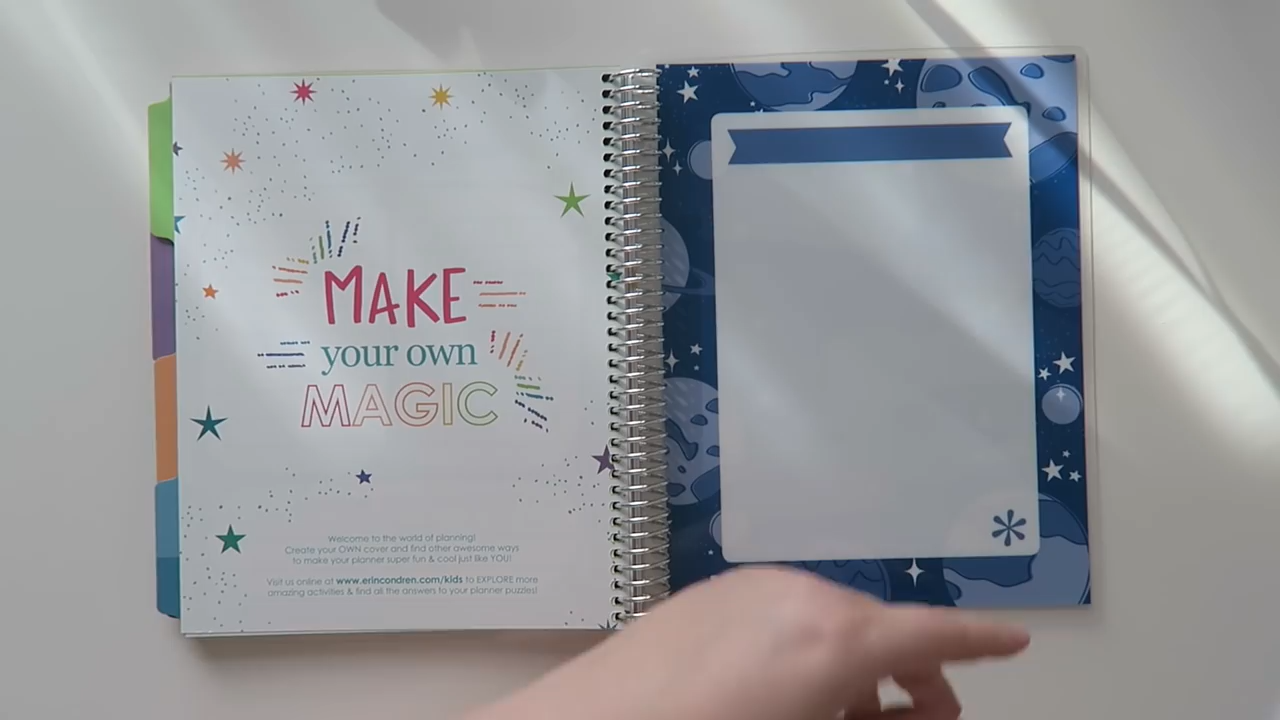 MAKE
your own
MAGIC
Welcome to the world of planning!
Create your OWN cover and find other awesome ways
to make your planner super fun & cool just like YOU!
Visit us online at www.erincondren.com/kids to EXPLORE more
amazing activities & find all the answers to your planner puzzles!